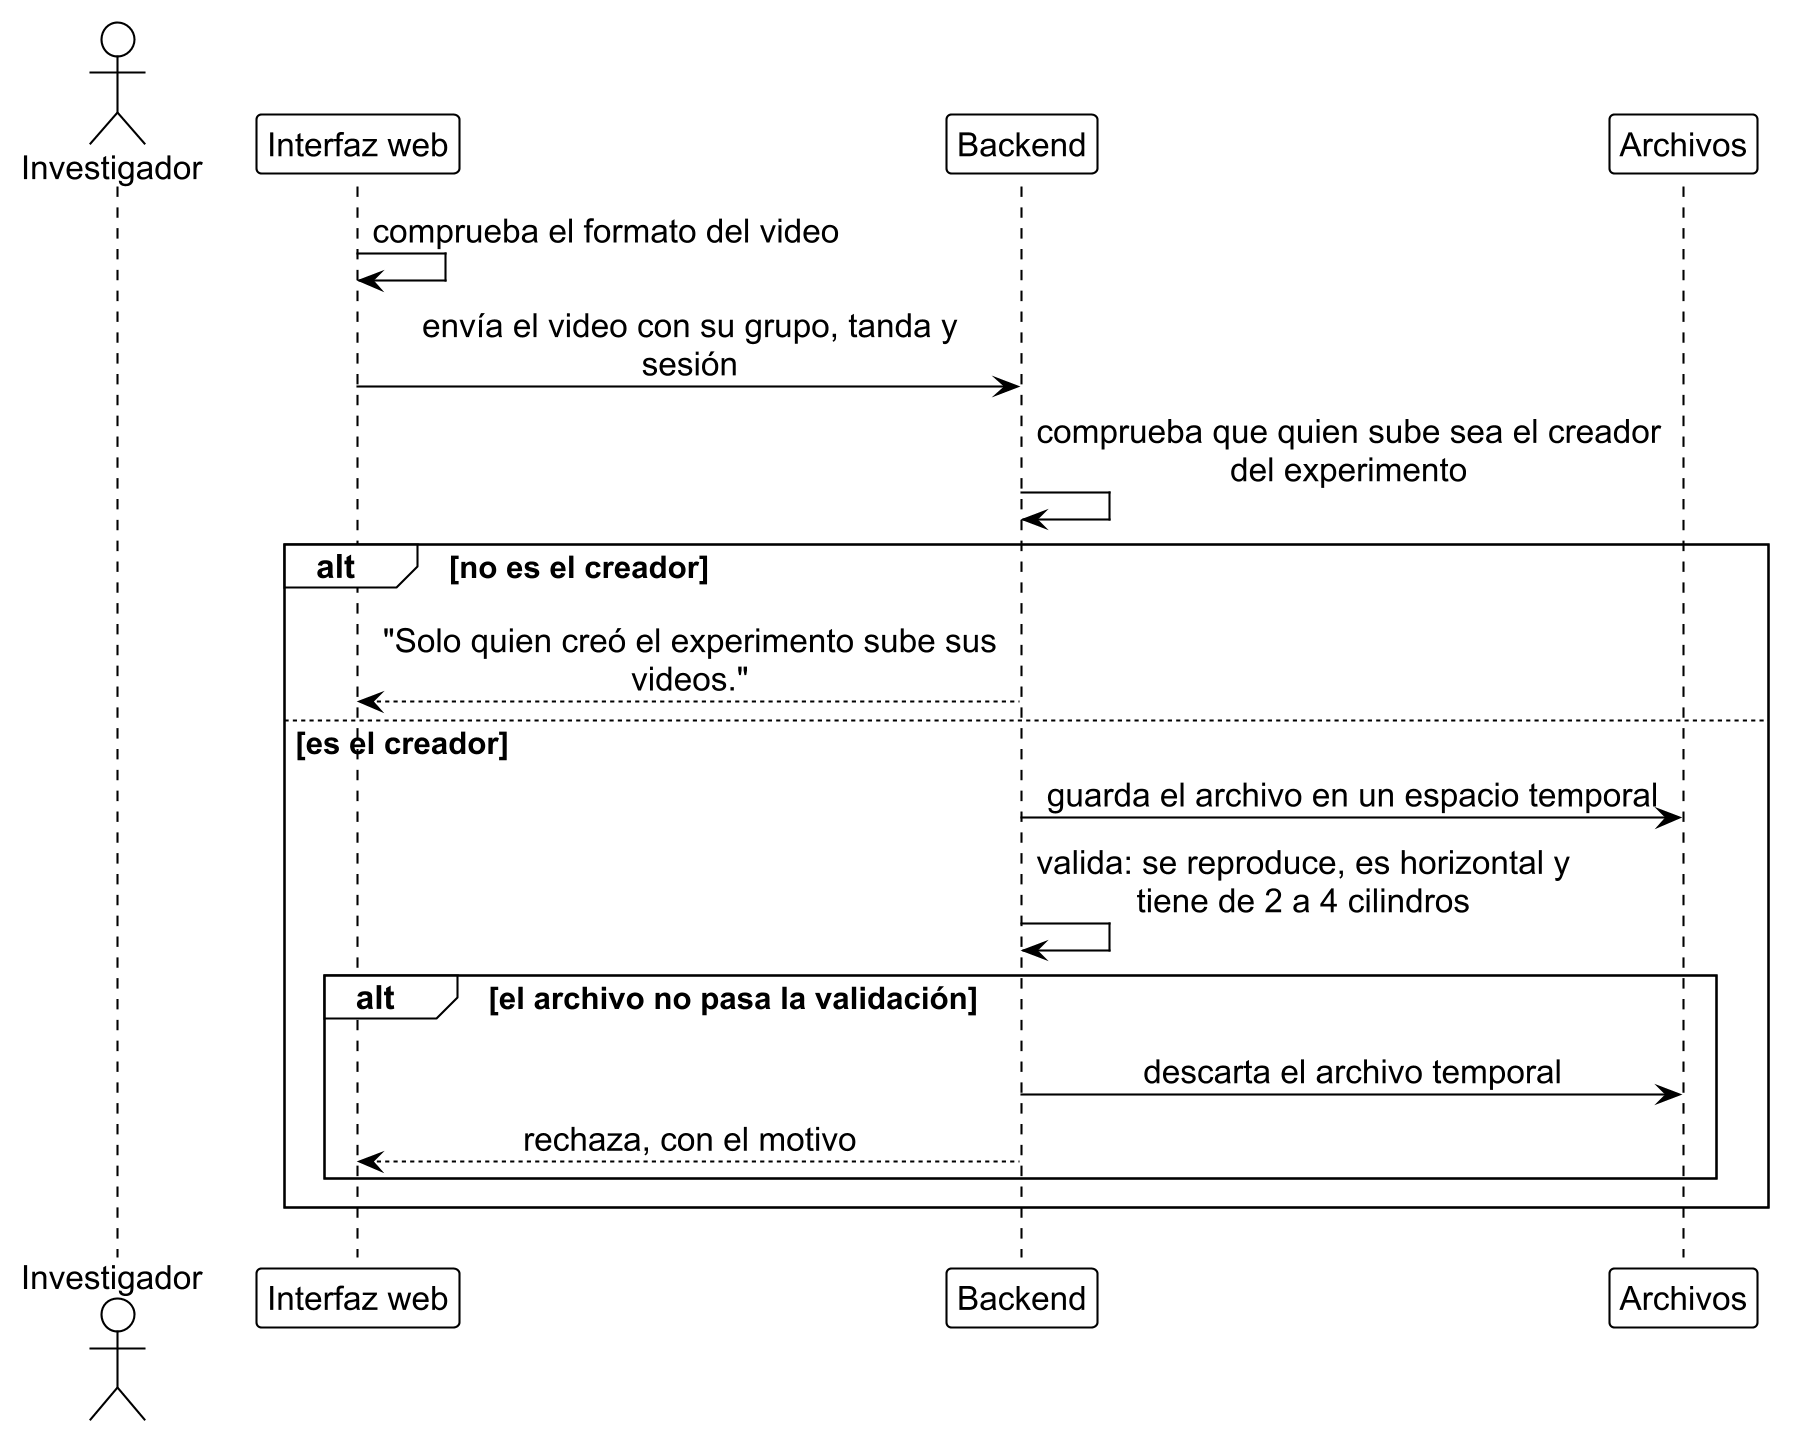 Investigador
Interfaz web
Backend
Archivos
comprueba el formato del video
envía el video con su grupo, tanda y
sesión
comprueba que quien sube sea el creador
del experimento
alt
[no es el creador]
"Solo quien creó el experimento sube sus
videos."
[es el creador]
guarda el archivo en un espacio temporal
valida: se reproduce, es horizontal y
tiene de 2 a 4 cilindros
alt
[el archivo no pasa la validación]
descarta el archivo temporal
rechaza, con el motivo
Investigador
Interfaz web
Backend
Archivos